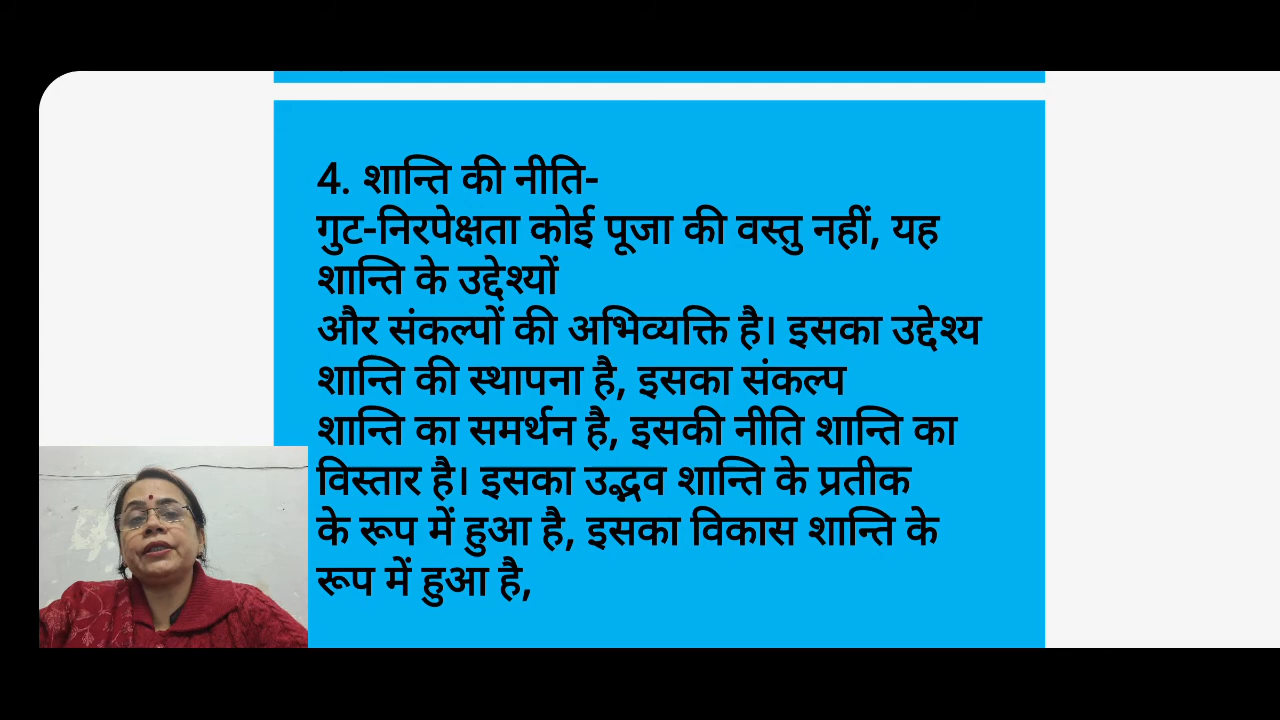 4. शान्ति की नीति-
गुट-निरपेक्षता कोई पूजा की वस्तु नहीं, यह
शान्ति के उद्देश्यों
और संकल्पों की अभिव्यक्ति है। इसका उद्देश्य
शान्ति की स्थापना है, इसका संकल्प
शान्ति का समर्थन है, इसकी नीति शान्ति का
विस्तार है। इसका उद्भव शान्ति के प्रतीक
के रूप में हुआ है, इसका विकास शान्ति के
रूप में हुआ है,